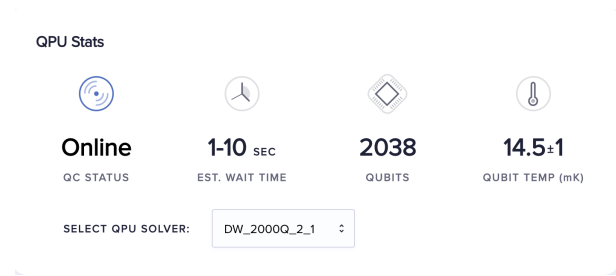 QPU Stats
Online 1-10 SEC 2038 14.5±1
QC STATUS EST. WAIT TIME QUBITS QUBIT TEMP (mK)
SELECT QPU SOLVER: DW_2000Q_2_1